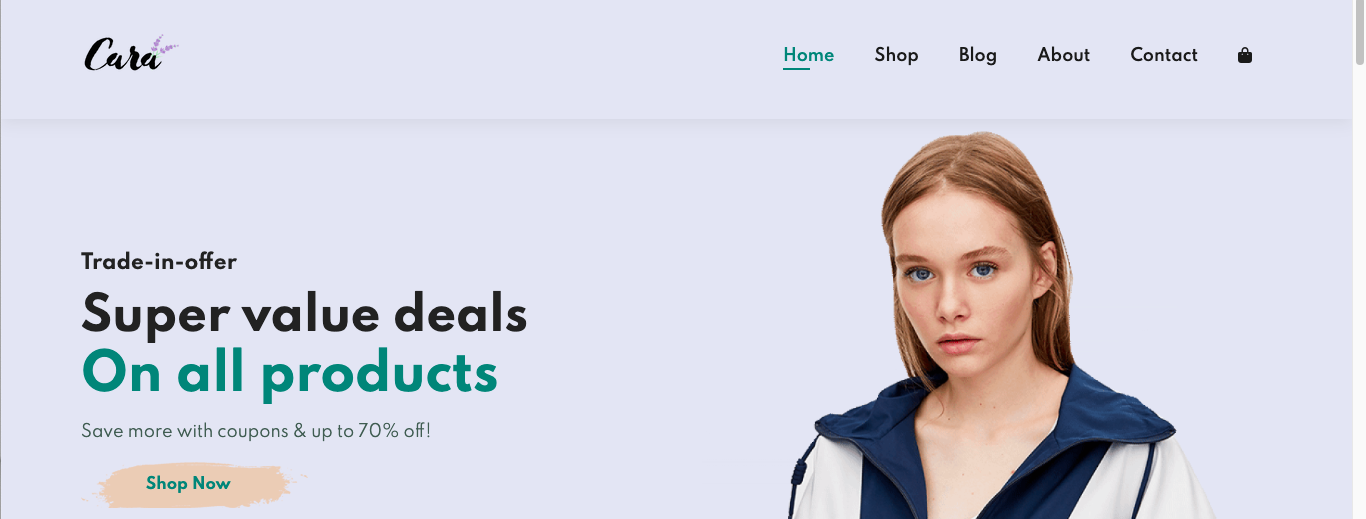 Cara
Home Shop Blog About Contact
Trade-in-offer
Super value deals
On all products
Save more with coupons & up to 70% off!
Shop Now